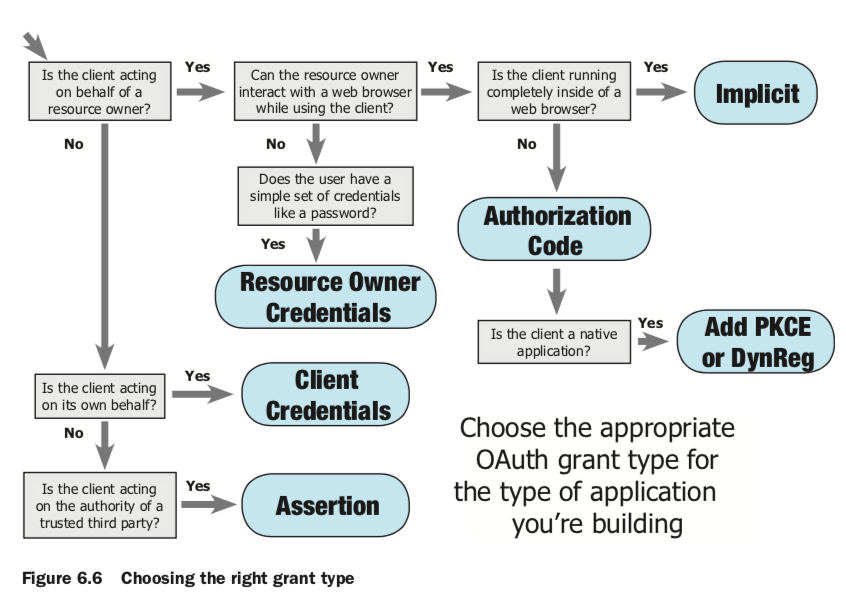 Is the client acting
on behalf of a
resource owner?
Yes
Can the resource owner
interact with a web browser
while using the client?
Yes
Is the client running
completely inside of a
web browser?
Yes
Implicit
No
No
No
Does the user have a
simple set of credentials
like a password?
Yes
Resource Owner
Credentials
Authorization
Code
Is the client a native
application?
Yes
Add PKCE
or DynReg
Is the client acting
on its own behalf?
Yes
Client
Credentials
No
Is the client acting
on the authority of a
trusted third party?
Yes
Assertion
Choose the appropriate
OAuth grant type for
the type of application
you’re building
Figure 6.6 Choosing the right grant type